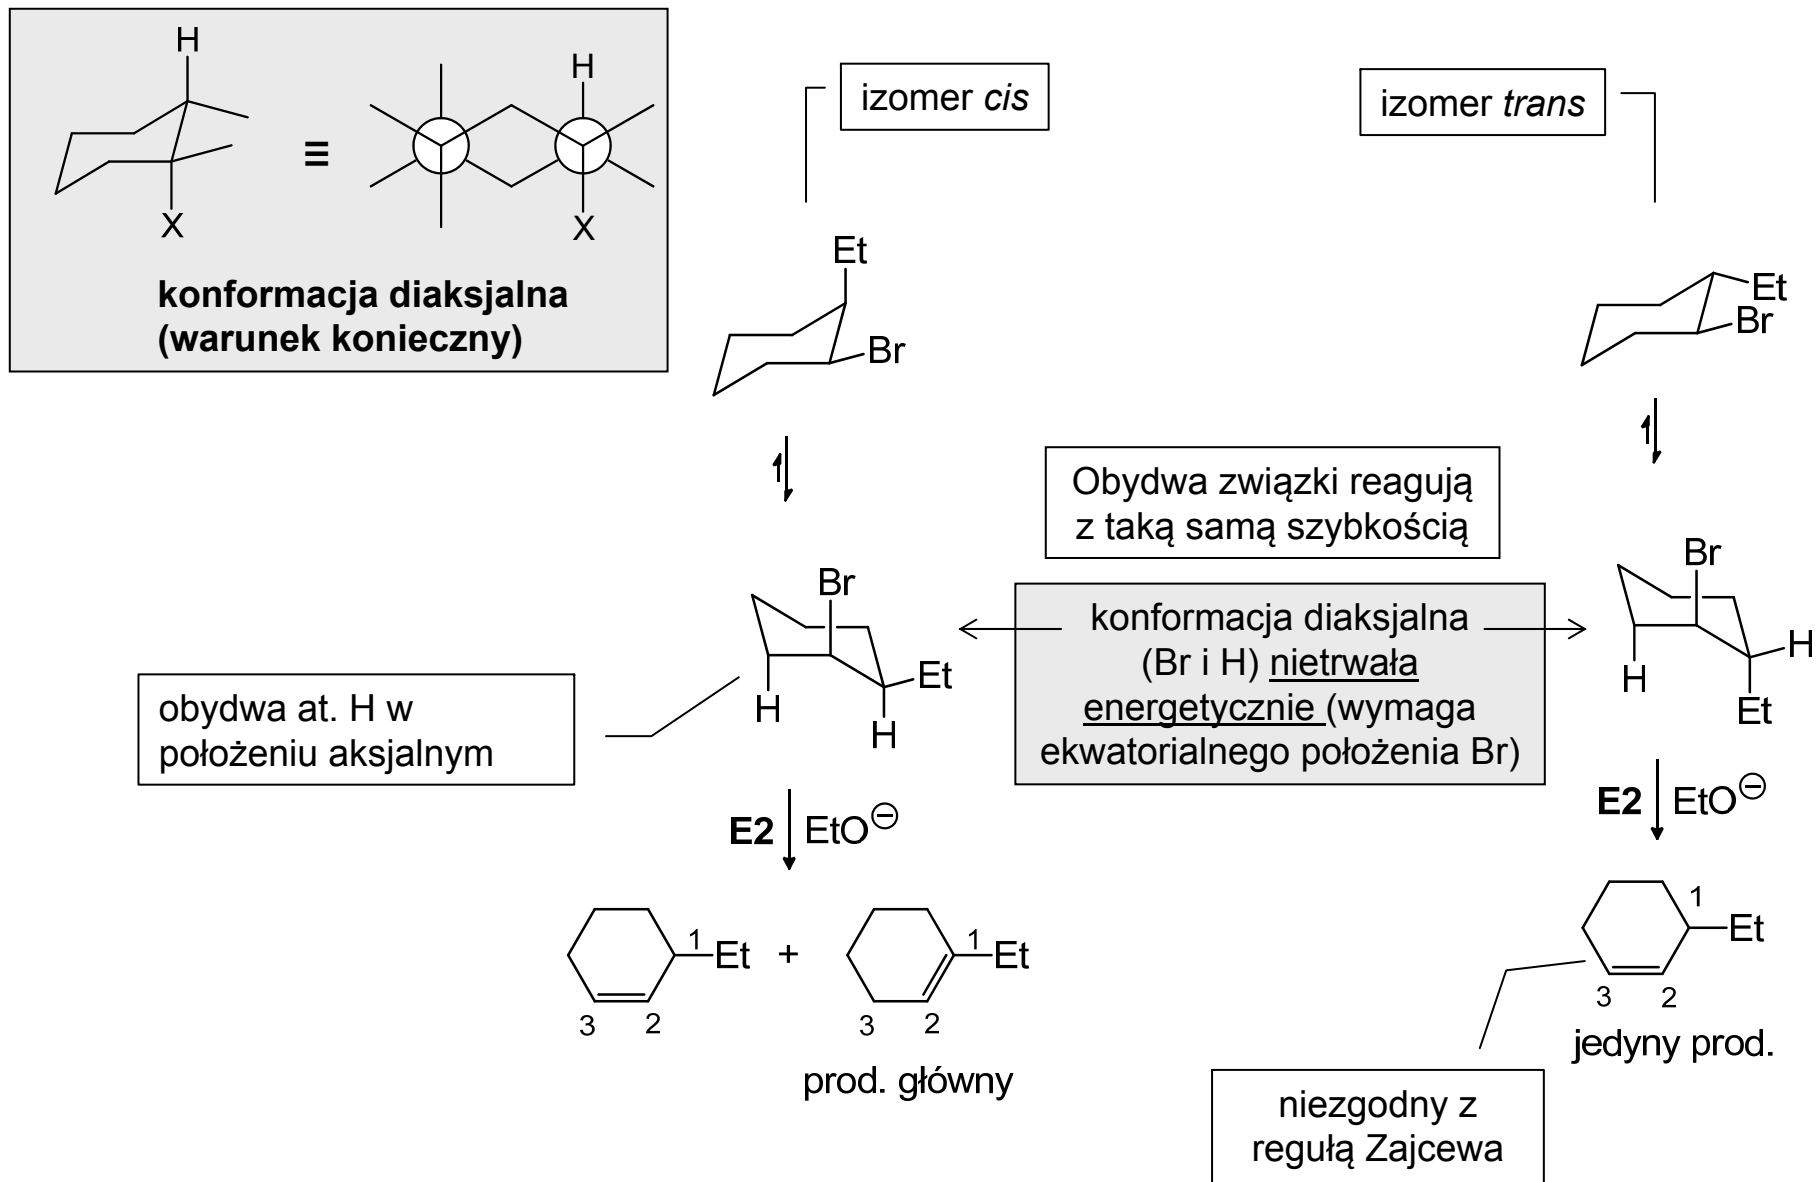 H
H
X
X
konformacja diaksjalna
(warunek konieczny)
izomer cis
Et
Br
izomer trans
Et
Br
Obydwa związki reagują
z taką samą szybkością
Br
H
Et
H
konformacja diaksjalna
(Br i H) nietrwała
energetycznie (wymaga
ekwatorialnego położenia Br)
Br
H
H
Et
obydwa at. H w
położeniu aksjalnym
E2 EtO⊖
E2 EtO⊖
1
Et
3 2
+
1
Et
3 2
prod. główny
1
Et
3 2
jedyny prod.
niezgodny z
regułą Zajcewa